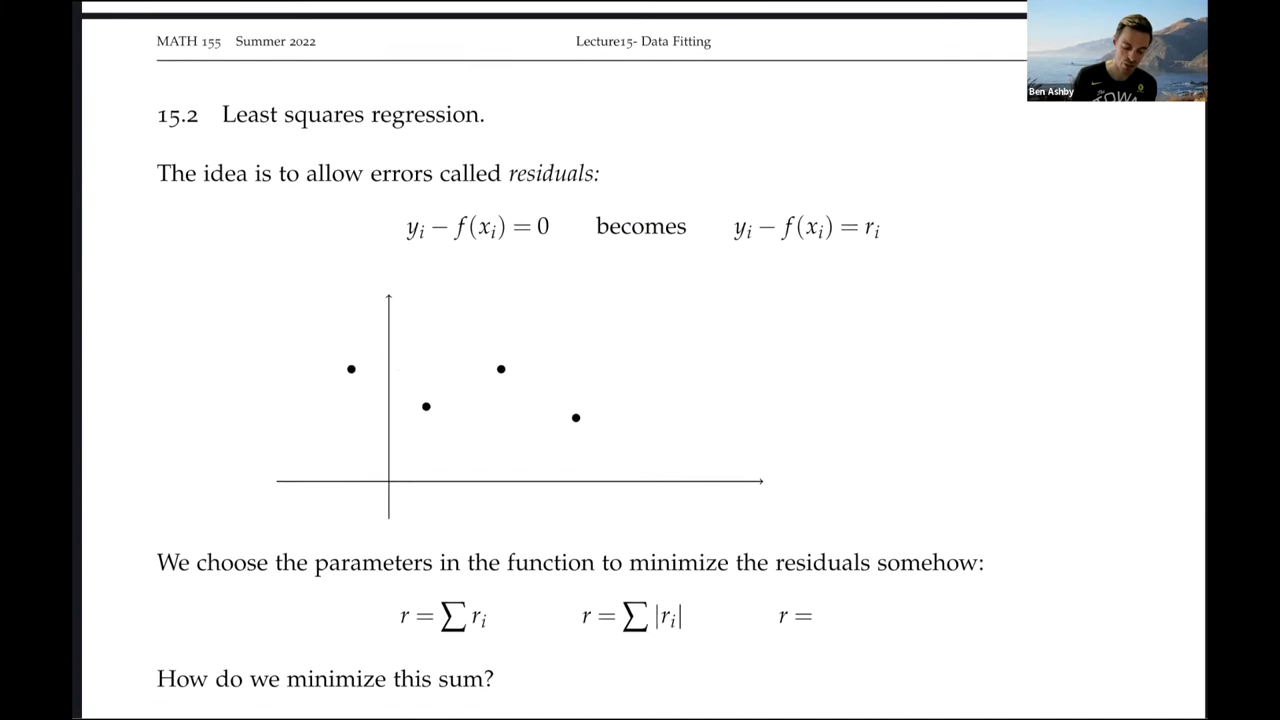 MATH 155 Summer 2022 Lecture15- Data Fitting
Ben Ashby
15.2 Least squares regression.
The idea is to allow errors called residuals:
yᵢ − f(xᵢ) = 0 becomes yᵢ − f(xᵢ) = rᵢ
We choose the parameters in the function to minimize the residuals somehow:
r = ∑ rᵢ r = ∑ |rᵢ| r =
How do we minimize this sum?